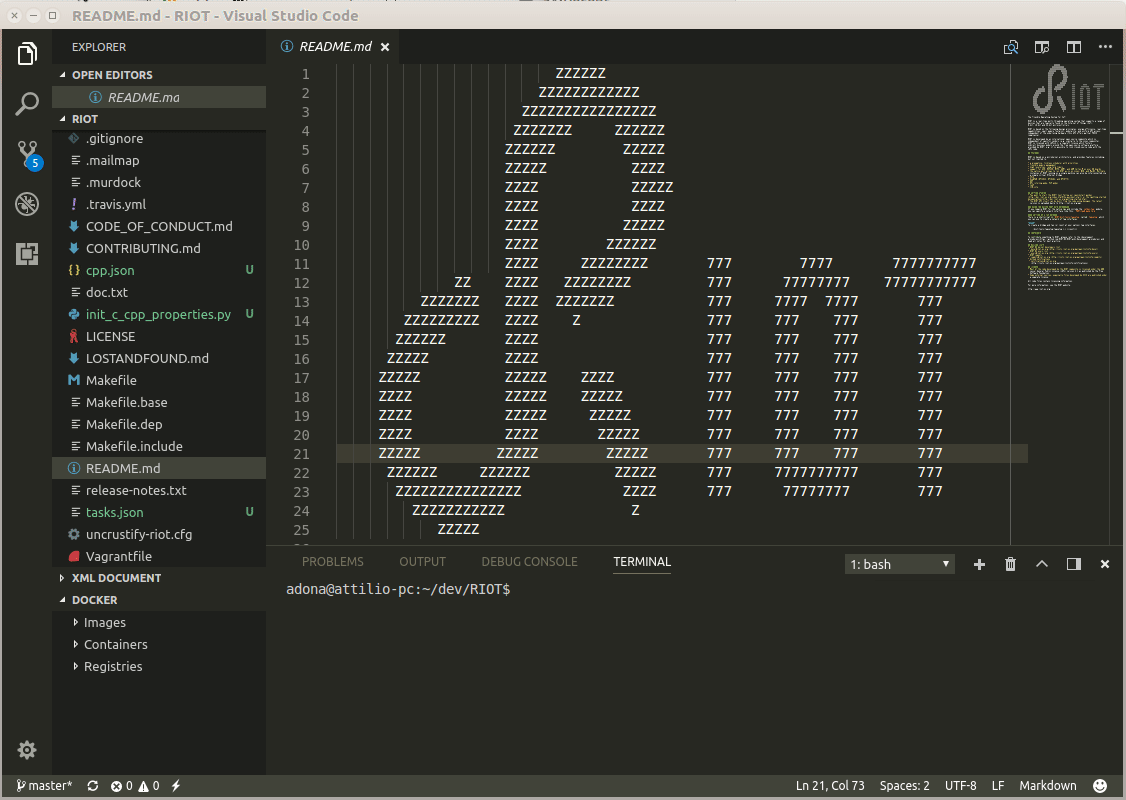 README.md - RIOT - Visual Studio Code
EXPLORER
OPEN EDITORS
README.md
RIOT
.gitignore
.mailmap
.murdock
.travis.yml
CODE_OF_CONDUCT.md
CONTRIBUTING.md
cpp.json U
doc.txt
init_c_cpp_properties.py U
LICENSE
LOSTANDFOUND.md
Makefile
Makefile.base
Makefile.dep
Makefile.include
README.md
release-notes.txt
tasks.json U
uncrustify-riot.cfg
Vagrantfile
XML DOCUMENT
DOCKER
Images
Containers
Registries
5
README.md
1 ZZZZZZ
2 ZZZZZZZZZZZZ
3 ZZZZZZZZZZZZZZZZ
4 ZZZZZZZ ZZZZZZ
5 ZZZZZZ ZZZZZ
6 ZZZZZ ZZZZ
7 ZZZZ ZZZZZ
8 ZZZZ ZZZZ
9 ZZZZ ZZZZZ
10 ZZZZ ZZZZZZ
11 ZZZZ ZZZZZZZZ 777 7777 7777777777
12 ZZ ZZZZ ZZZZZZZZ 777 77777777 77777777777
13 ZZZZZZZ ZZZZ ZZZZZZZ 777 7777 7777 777
14 ZZZZZZZZZ ZZZZ Z 777 777 777 777
15 ZZZZZZ ZZZZ 777 777 777 777
16 ZZZZZ ZZZZ 777 777 777 777
17 ZZZZZ ZZZZZ ZZZZ 777 777 777 777
18 ZZZZ ZZZZZ ZZZZZ 777 777 777 777
19 ZZZZ ZZZZZ ZZZZZ 777 777 777 777
20 ZZZZ ZZZZ ZZZZZ 777 777 777 777
21 ZZZZZ ZZZZZ ZZZZZ 777 777 777 777
22 ZZZZZZ ZZZZZZ ZZZZZ 777 7777777777 777
23 ZZZZZZZZZZZZZZZ ZZZZ 777 77777777 777
24 ZZZZZZZZZZZ Z
25 ZZZZZ
PROBLEMS OUTPUT DEBUG CONSOLE TERMINAL 1: bash
adona@attilio-pc:~/dev/RIOT$
master* 0 0 Ln 21, Col 73 Spaces: 2 UTF-8 LF Markdown